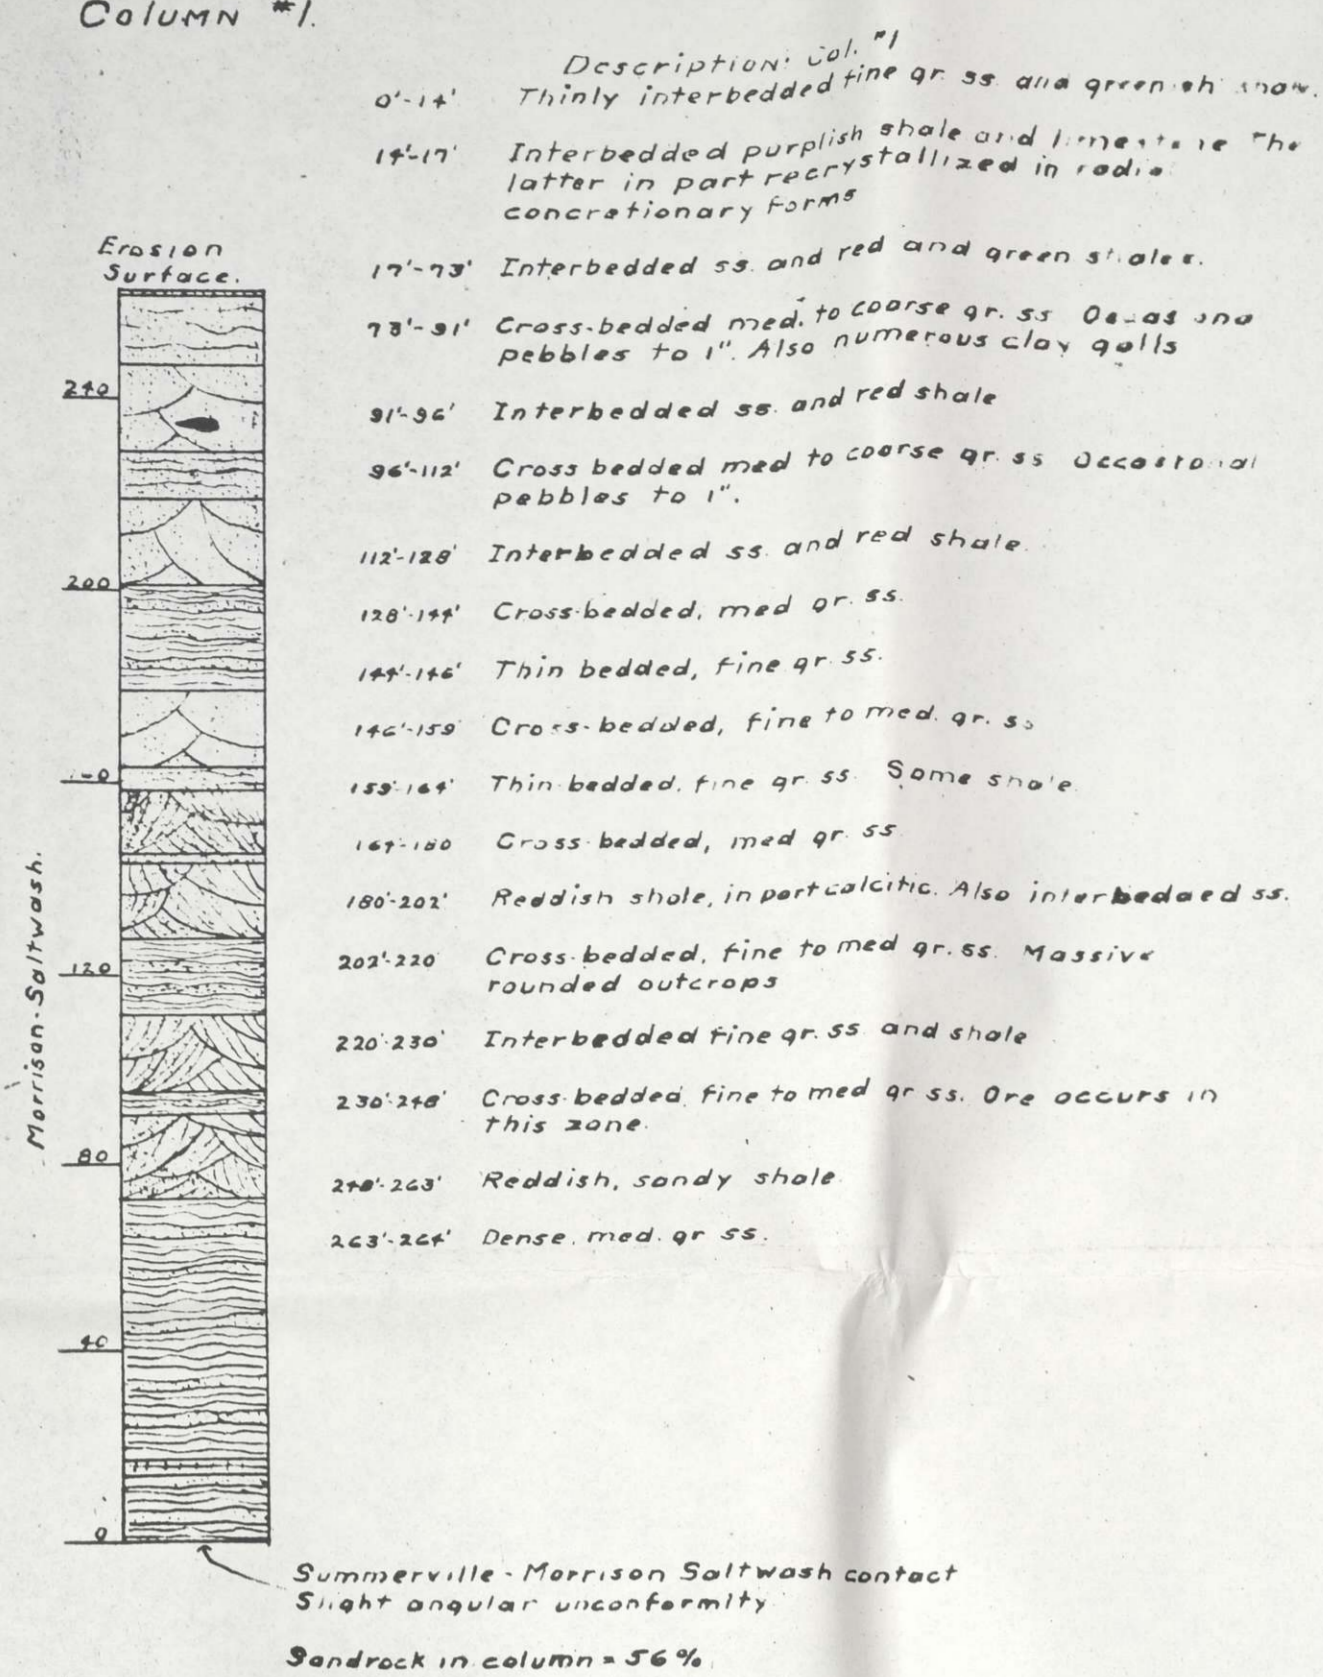 COLUMN #1.
Description: Col. #1
0'-14' Thinly interbedded fine gr. ss. and greenish
14'-17' Interbedded purplish shale and The
latter in part recrystallized in
concretionary forms
Erosion
Surface.
17'-73' Interbedded ss. and red and green shales.
73'-91' Cross-bedded med. to coarse gr. ss
pebbles to 1". Also numerous clay galls
91'-96' Interbedded ss. and red shale
96'-112' Cross bedded med to coarse gr. ss Occasional
pebbles to 1".
112'-128' Interbedded ss. and red shale.
128'-144' Cross-bedded, med gr. ss.
144'-146' Thin bedded, fine gr. ss.
146'-159' Cross-bedded, fine to med. gr. ss
159'-164' Thin-bedded, fine gr. ss. Some shale
164'-180 Cross-bedded, med gr. ss
180'-202' Reddish shale, in part calcitic. Also interbedded ss.
202'-220 Cross-bedded, fine to med gr. ss. Massive
rounded outcrops
220'-230' Interbedded fine gr. ss and shale
230'-248' Cross-bedded, fine to med gr ss. Ore occurs in
this zone.
248'-263' Reddish, sandy shale
263'-264' Dense, med. gr ss.
240
200
120
80
40
0
Morrison-Saltwash.
Summerville-Morrison Saltwash contact
Slight angular unconformity
Sandrock in column = 56%